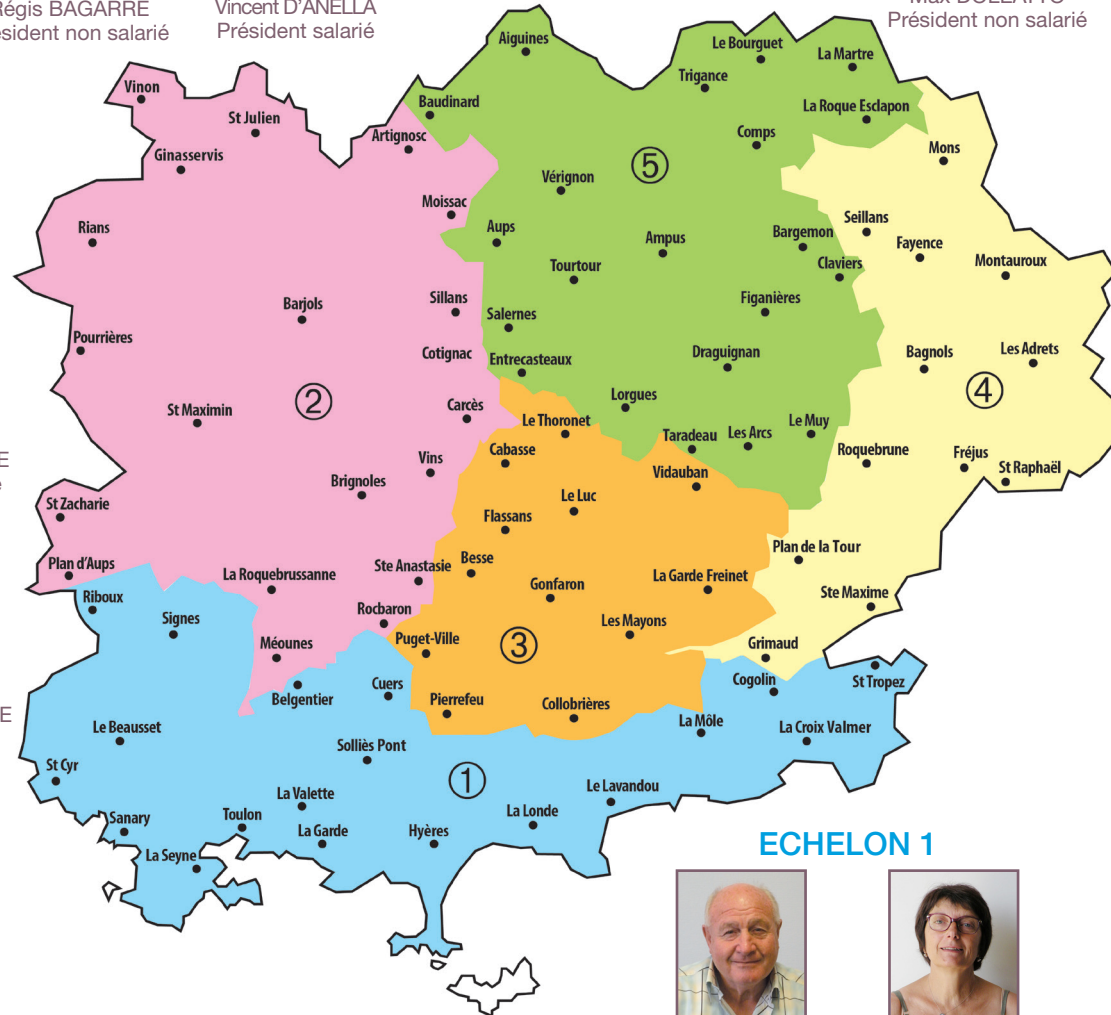 Régis BAGARRE
sident non salarié
Vincent D'ANELLA
Président salarié
Président non salarié
Aiguines
Le Bourguet
La Martre
Trigance
Vinon
Baudinard
La Roque Esclapon
St Julien
Artignosc
Comps
Mons
Ginasservis
⑤
Vérignon
Moissac
Seillans
Rians
Aups
Ampus
Bargemon
Fayence
Claviers
Montauroux
Tourtour
Barjols
Sillans
Salernes
Figanières
Pourrières
Cotignac
Entrecasteaux
Draguignan
Bagnols
Les Adrets
②
④
St Maximin
Carcès
Lorgues
Le Thoronet
Taradeau
Les Arcs
Le Muy
Cabasse
Roquebrune
Fréjus
St Raphaël
E
Vins
Vidauban
Brignoles
Le Luc
St Zacharie
Flassans
Plan d'Aups
La Roquebrussanne
Ste Anastasie
Besse
Plan de la Tour
Gonfaron
La Garde Freinet
Riboux
Ste Maxime
Signes
Rocbaron
Les Mayons
Méounes
Puget-Ville
③
Grimaud
Belgentier
Cuers
Cogolin
St Tropez
E
Pierrefeu
Collobrières
Le Beausset
La Môle
La Croix Valmer
Solliès Pont
St Cyr
①
La Valette
Le Lavandou
Sanary
Toulon
La Garde
Hyères
La Londe
La Seyne
ECHELON 1